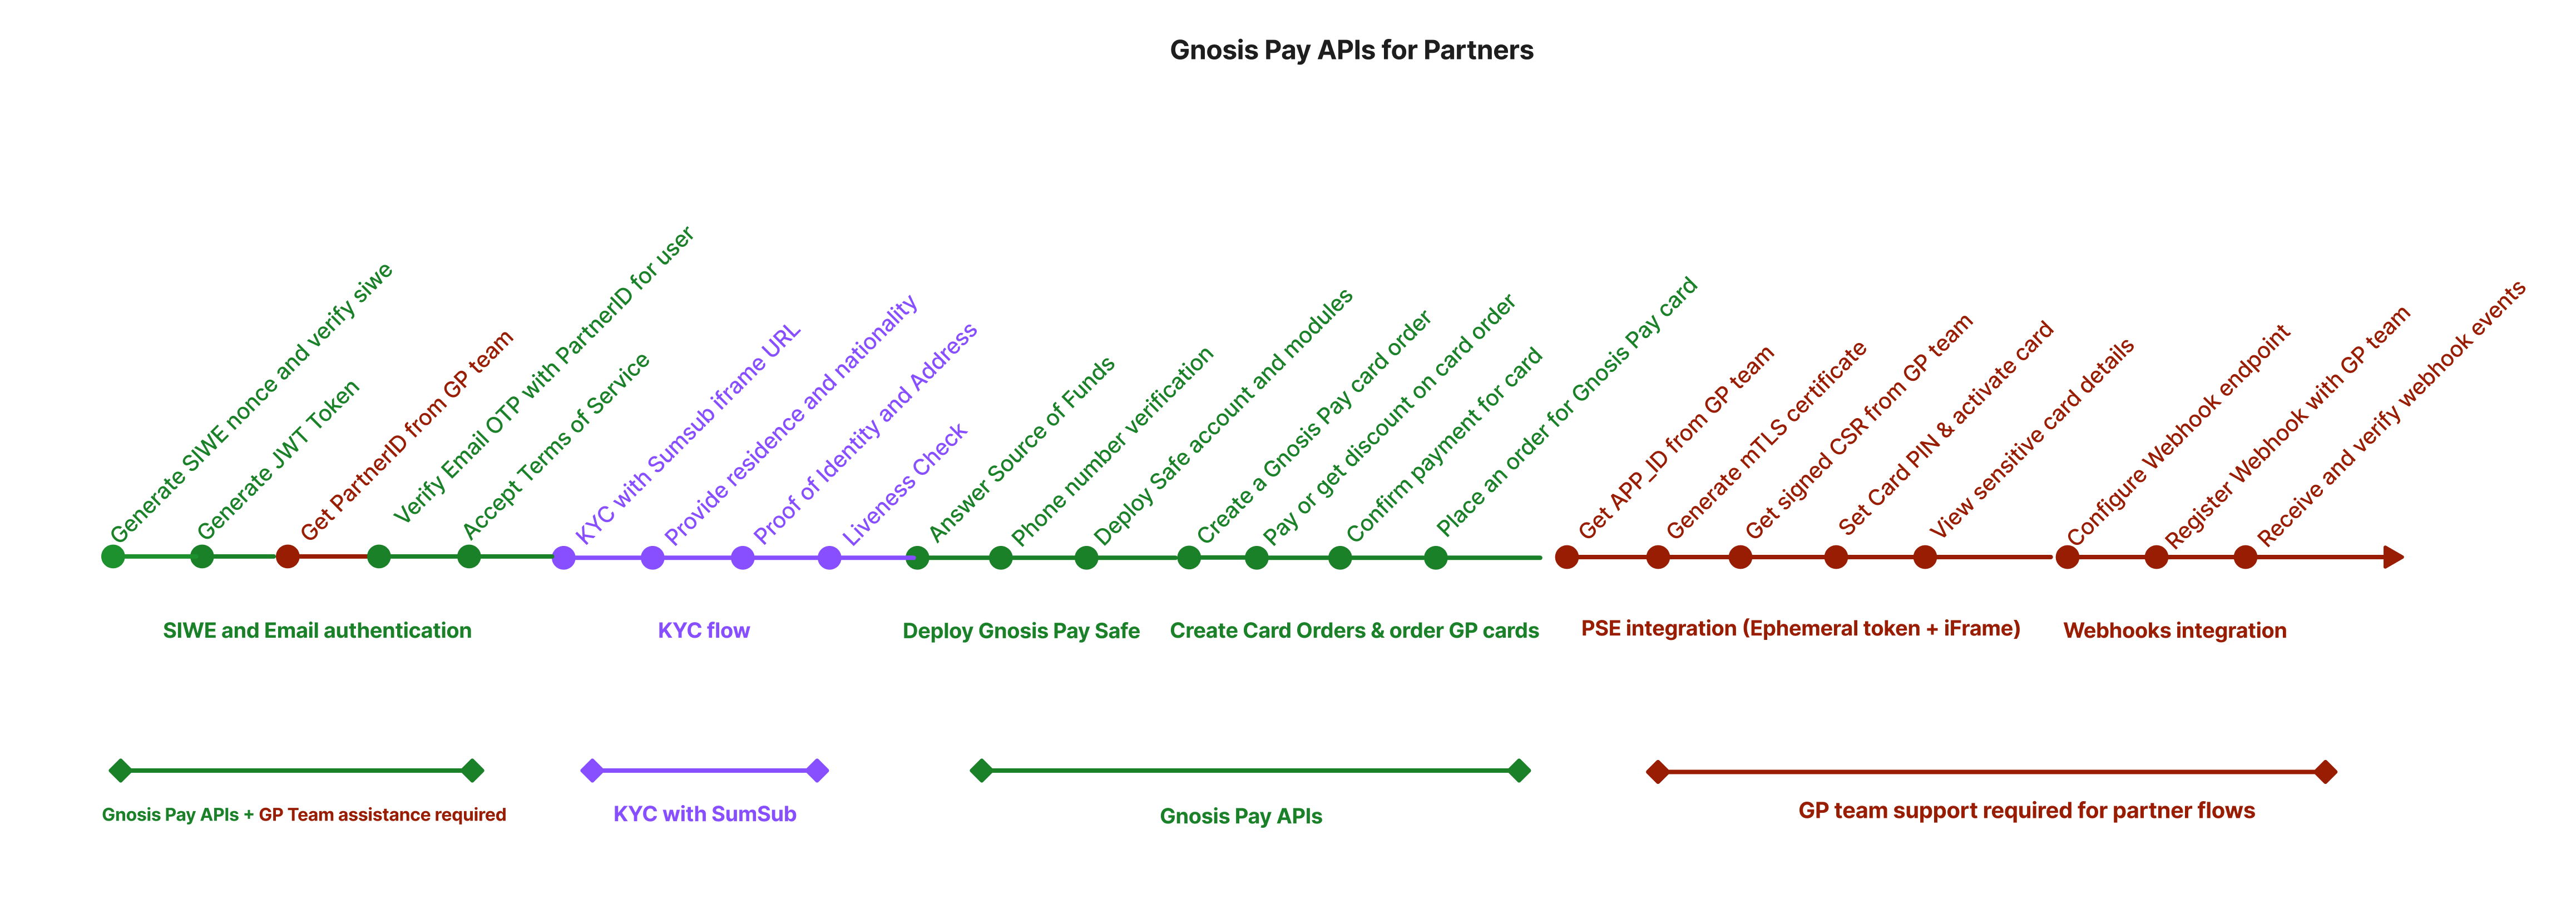 Gnosis Pay APIs for Partners
Generate SIWE nonce and verify siwe
Generate JWT Token
Get PartnerID from GP team
Verify Email OTP with PartnerID for user
Accept Terms of Service
KYC with Sumsub iframe URL
Provide residence and nationality
Proof of Identity and Address
Liveness Check
Answer Source of Funds
Phone number verification
Deploy Safe account and modules
Create a Gnosis Pay card order
Pay or get discount on card order
Confirm payment for card
Place an order for Gnosis Pay card
Get APP_ID from GP team
Generate mTLS certificate
Get signed CSR from GP team
Set Card PIN & activate card
View sensitive card details
Configure Webhook endpoint
Register Webhook with GP team
Receive and verify webhook events
SIWE and Email authentication
KYC flow
Deploy Gnosis Pay Safe
Create Card Orders & order GP cards
PSE integration (Ephemeral token + iFrame)
Webhooks integration
Gnosis Pay APIs + GP Team assistance required
KYC with SumSub
Gnosis Pay APIs
GP team support required for partner flows